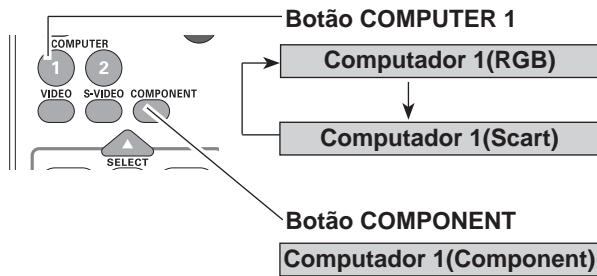 Botão COMPUTER 1
COMPUTER
1 2
VIDEO S-VIDEO COMPONENT
SELECT
Computador 1(RGB)
Computador 1(Scart)
Botão COMPONENT
Computador 1(Component)